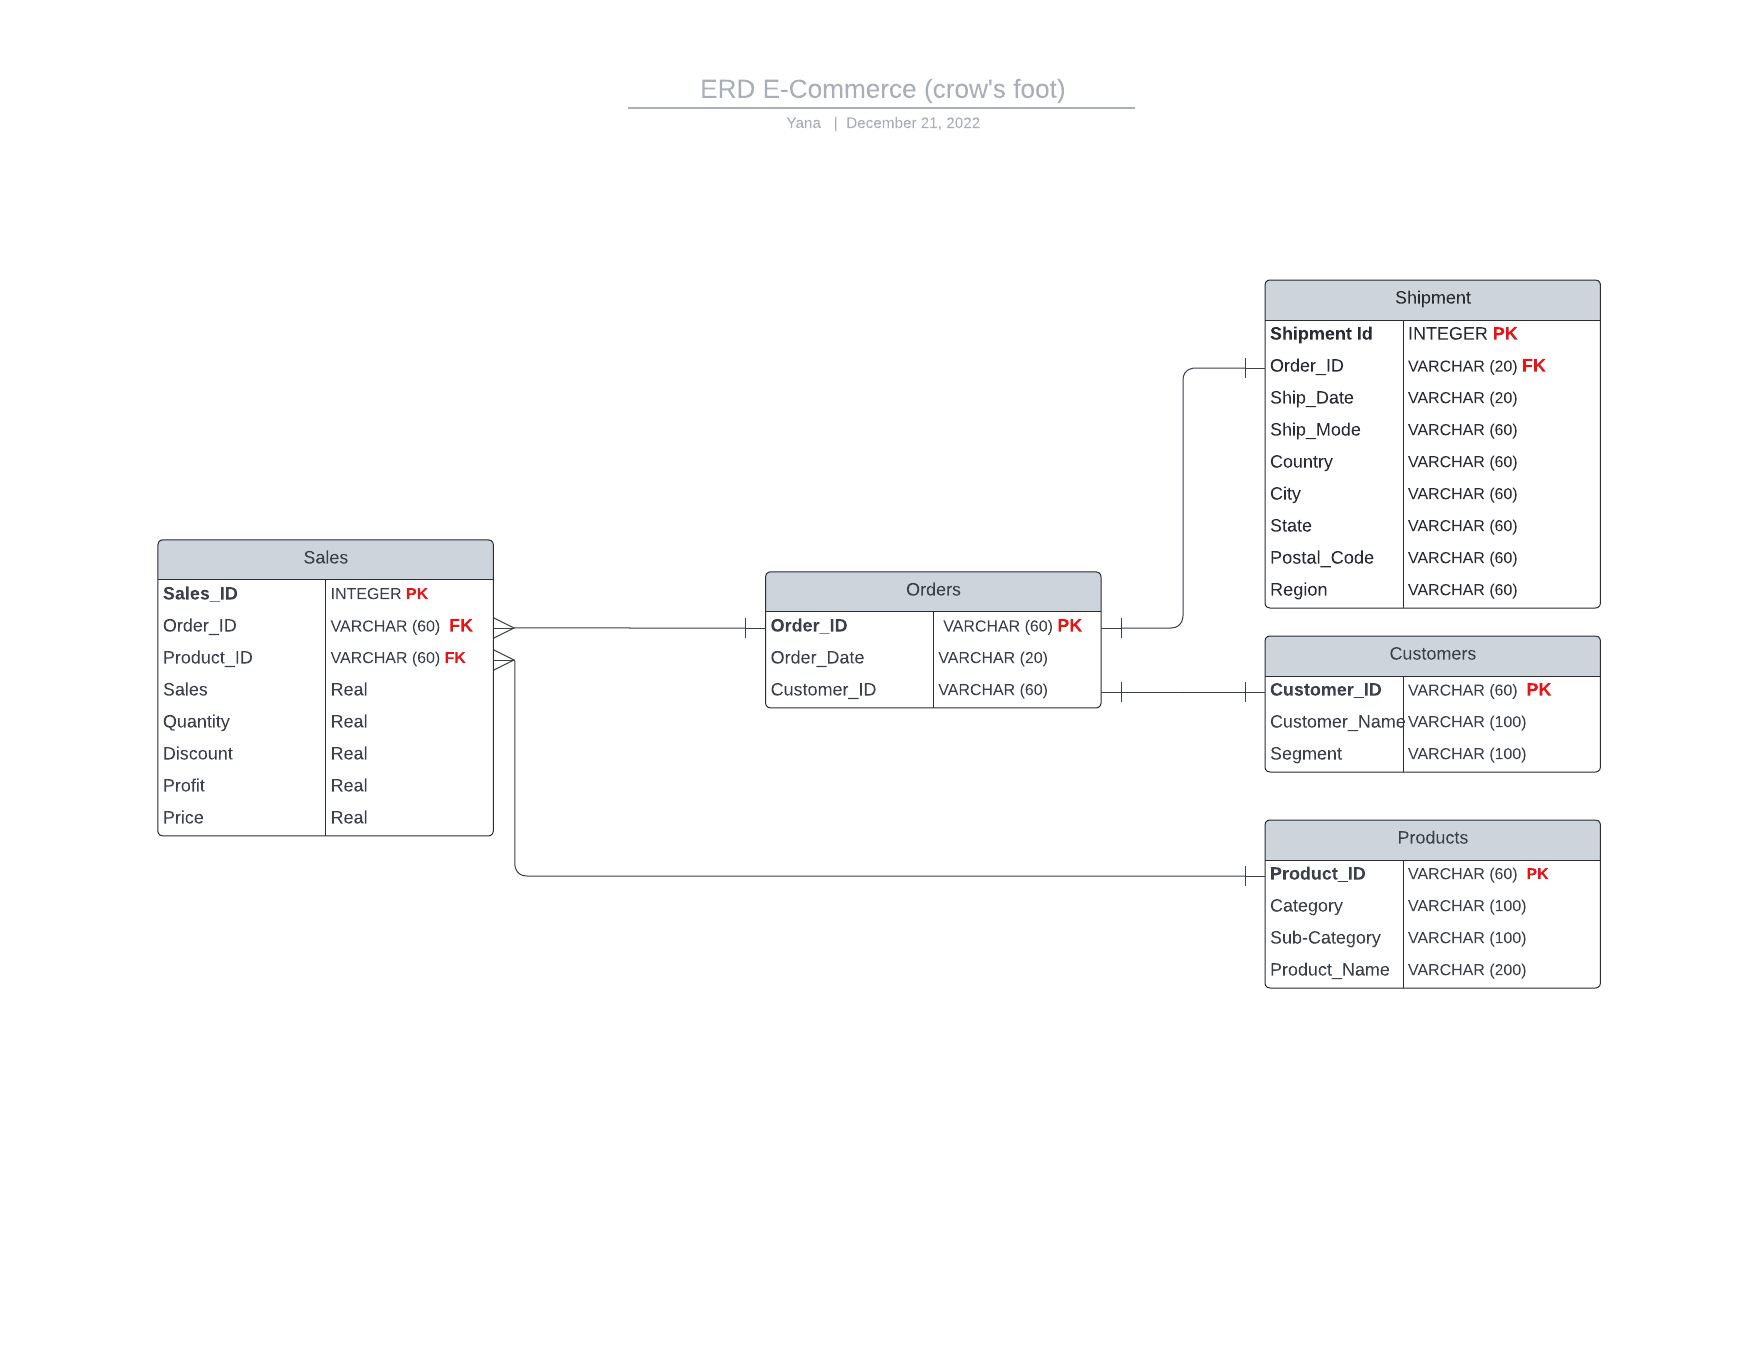 ERD E-Commerce (crow's foot)
Yana | December 21, 2022
Shipment
Shipment Id INTEGER PK
Order_ID VARCHAR (20) FK
Ship_Date VARCHAR (20)
Ship_Mode VARCHAR (60)
Country VARCHAR (60)
City VARCHAR (60)
State VARCHAR (60)
Postal_Code VARCHAR (60)
Region VARCHAR (60)
Sales
Sales_ID INTEGER PK
Order_ID VARCHAR (60) FK
Product_ID VARCHAR (60) FK
Sales Real
Quantity Real
Discount Real
Profit Real
Price Real
Orders
Order_ID VARCHAR (60) PK
Order_Date VARCHAR (20)
Customer_ID VARCHAR (60)
Customers
Customer_ID VARCHAR (60) PK
Customer_Name VARCHAR (100)
Segment VARCHAR (100)
Products
Product_ID VARCHAR (60) PK
Category VARCHAR (100)
Sub-Category VARCHAR (100)
Product_Name VARCHAR (200)